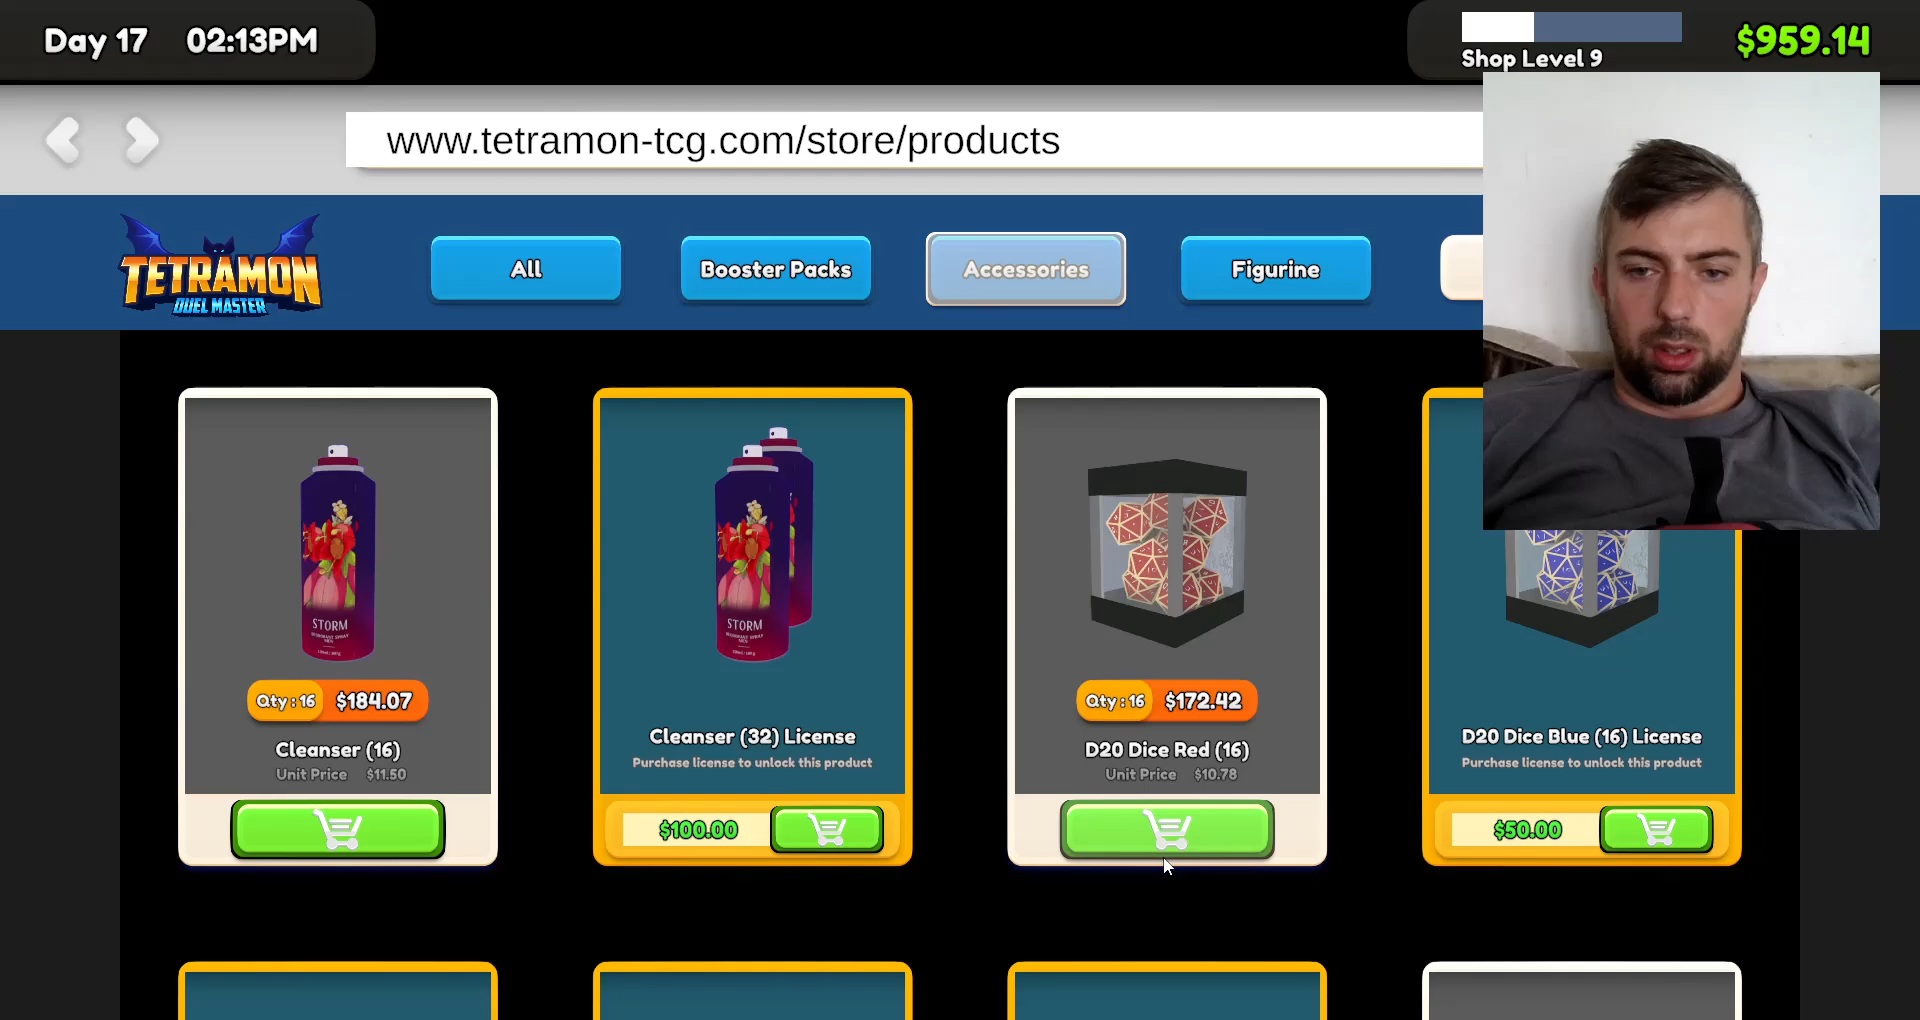 Day 17 02:13PM
Shop Level 9
$959.14
www.tetramon-tcg.com/store/products
TETRAMON
DUEL MASTER
All
Booster Packs
Accessories
Figurine
STORM
STORM
Qty : 16 $184.07
Cleanser (16)
Unit Price $11.50
Cleanser (32) License
Purchase license to unlock this product
$100.00
Qty : 16 $172.42
D20 Dice Red (16)
Unit Price $10.78
D20 Dice Blue (16) License
Purchase license to unlock this product
$50.00